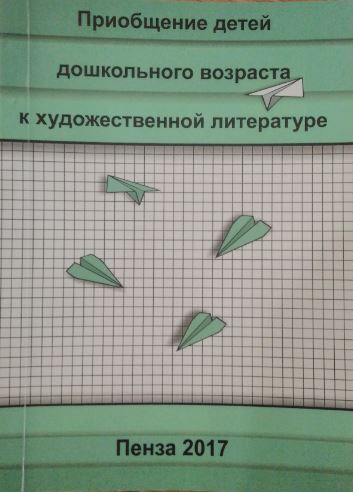 Приобщение детей
дошкольного возраста
к художественной литературе
Пенза 2017